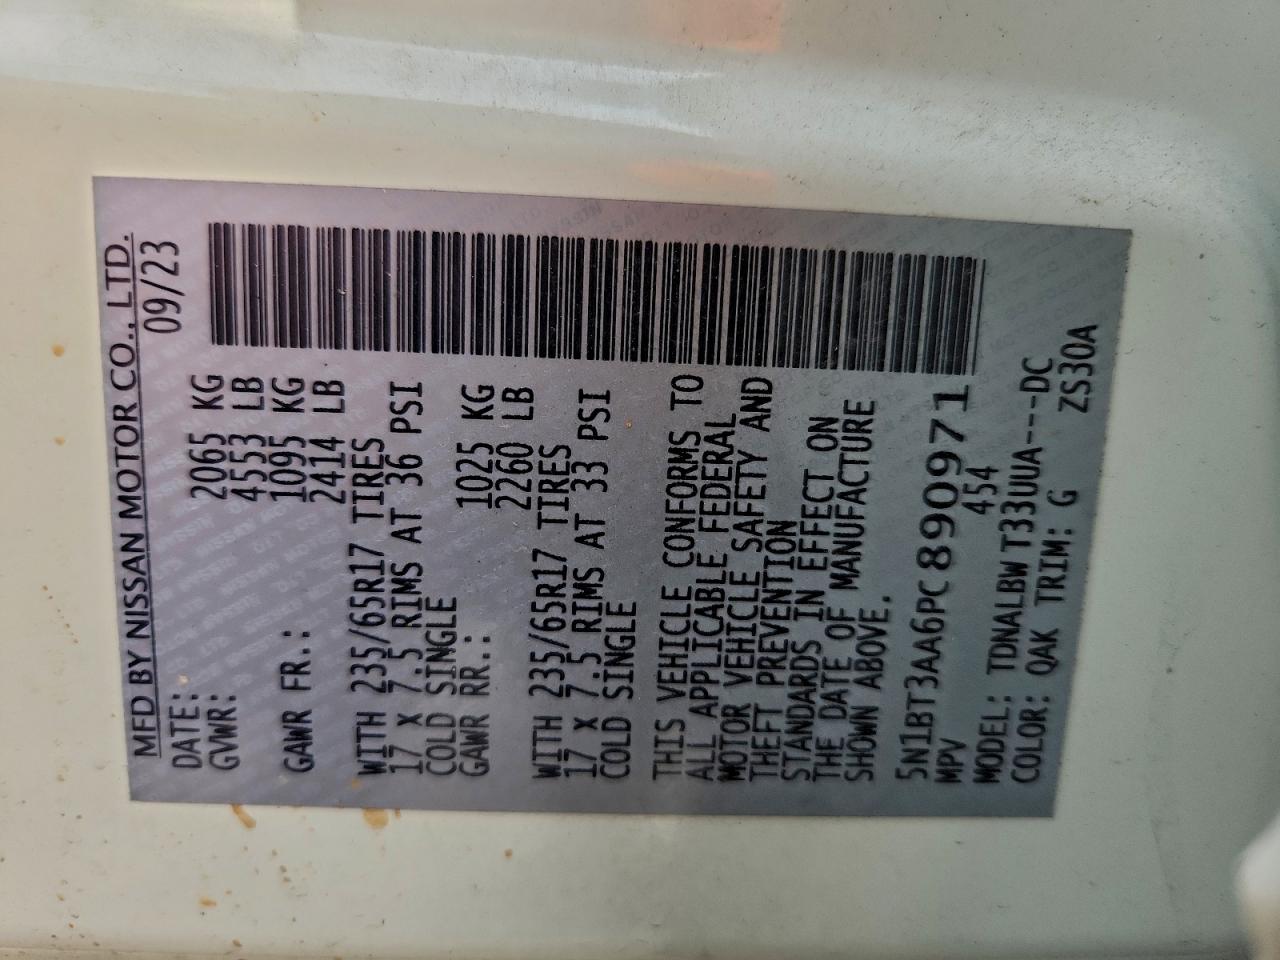 MFD BY NISSAN MOTOR CO., LTD.
DATE: 09/23
GVWR: 2065 KG
4553 LB
GAWR FR.: 1095 KG
2414 LB
WITH 235/65R17 TIRES
17 X 7.5 RIMS AT 36 PSI
COLD SINGLE
GAWR RR.: 1025 KG
2260 LB
WITH 235/65R17 TIRES
17 X 7.5 RIMS AT 33 PSI
COLD SINGLE
THIS VEHICLE CONFORMS TO
ALL APPLICABLE FEDERAL
MOTOR VEHICLE SAFETY AND
THEFT PREVENTION
STANDARDS IN EFFECT ON
THE DATE OF MANUFACTURE
SHOWN ABOVE.
5N1BT3AA6PC890971
MPV 454
MODEL: TDNALBW T33UUA---DC
COLOR: QAK TRIM: G ZS30A